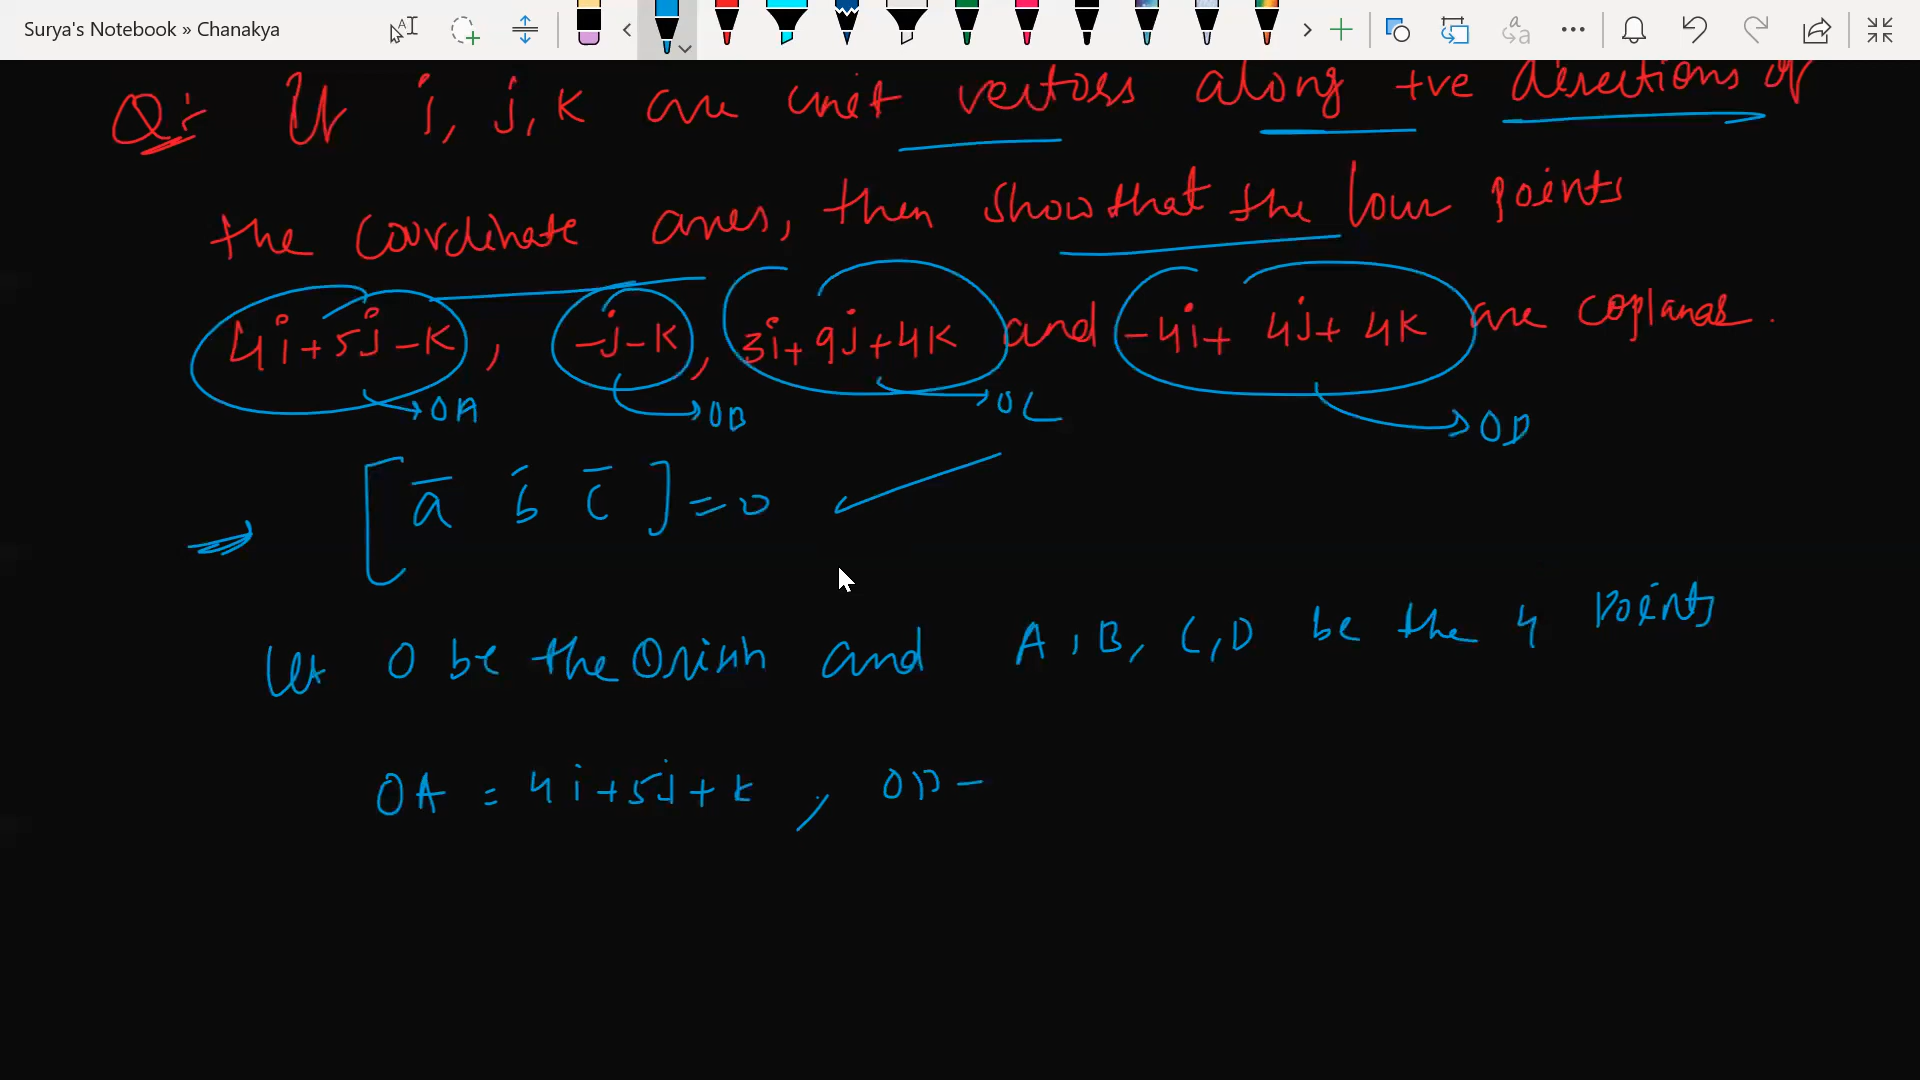 Surya's Notebook » Chanakya
Q:- If i, j, k are unit vectors along +ve directions of
the coordinate axes, then show that the four points
4i+5j-k, -j-k, 3i+9j+4k and -4i+ 4j+ 4k are coplanar.
→OA →OB →OC →OD
⇒ [ a̅ b̅ c̅ ]=0
let O be the Origin and A, B, C, D be the 4 points
OA = 4i+5j+k, OB -